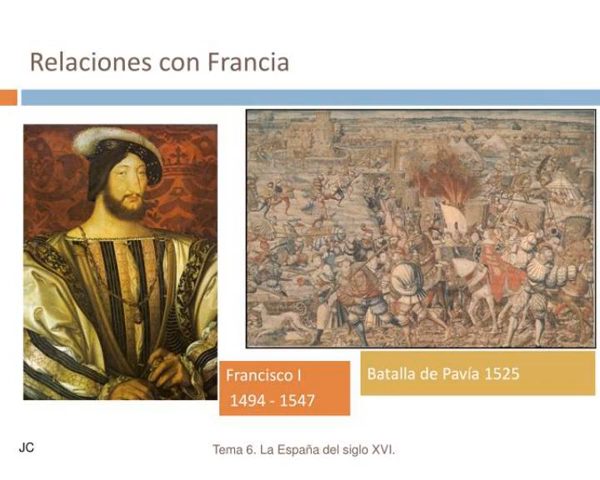 Relaciones con Francia
Francisco I
1494 - 1547
Batalla de Pavía 1525
JC
Tema 6. La España del siglo XVI.